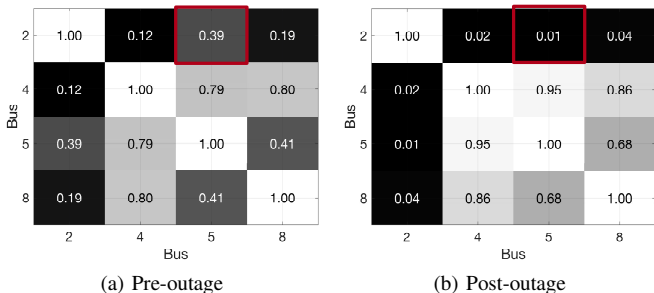 2 1.00 0.12 0.39 0.19
4 0.12 1.00 0.79 0.80
5 0.39 0.79 1.00 0.41
8 0.19 0.80 0.41 1.00
2 4 5 8
Bus
Bus
(a) Pre-outage
2 1.00 0.02 0.01 0.04
4 0.02 1.00 0.95 0.86
5 0.01 0.95 1.00 0.68
8 0.04 0.86 0.68 1.00
2 4 5 8
Bus
Bus
(b) Post-outage